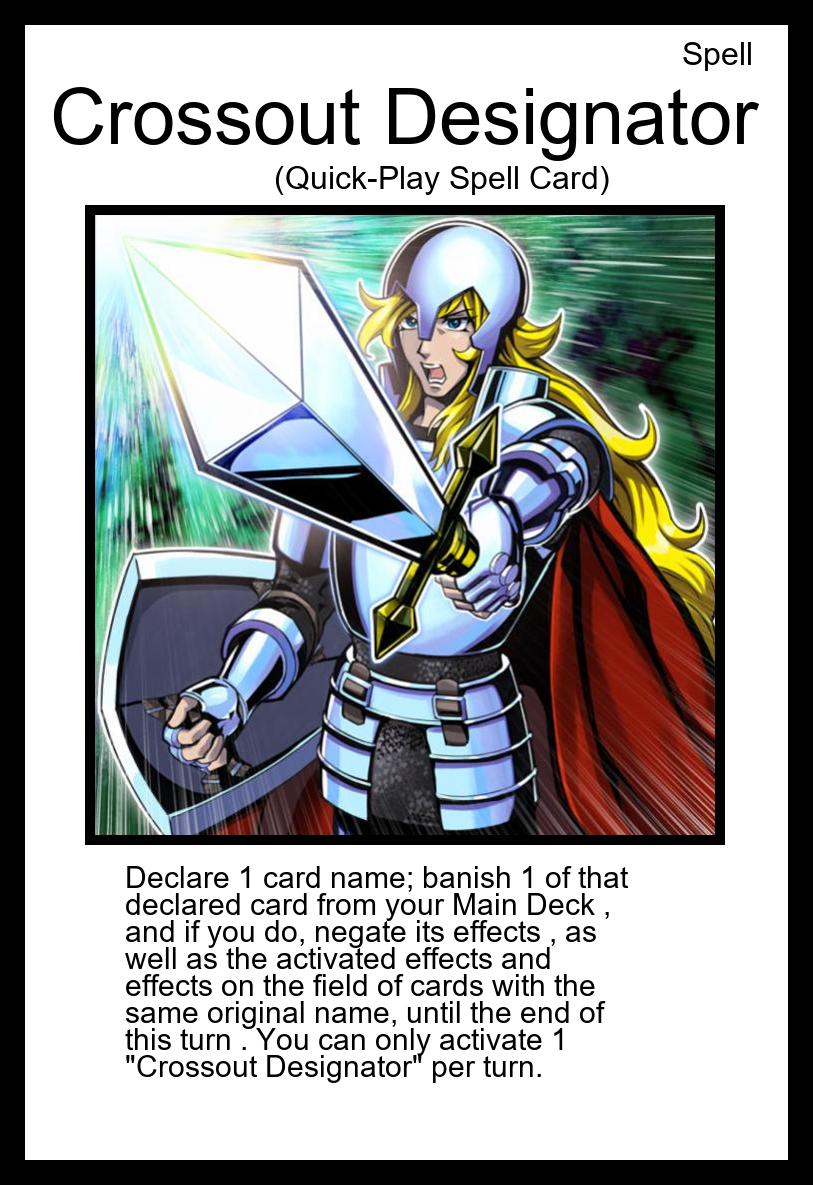 Spell
Crossout Designator
(Quick-Play Spell Card)
Declare 1 card name; banish 1 of that
declared card from your Main Deck ,
and if you do, negate its effects , as
well as the activated effects and
effects on the field of cards with the
same original name, until the end of
this turn . You can only activate 1
"Crossout Designator" per turn.